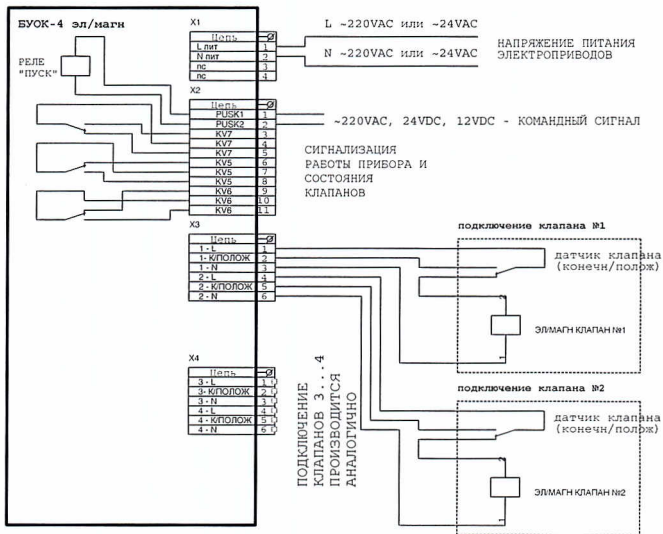 БУОК-4 эл/магн
РЕЛЕ
"ПУСК"
X1
Цепь
L пит 1
N пит 2
nc 3
nc 4
L ~220VAC или ~24VAC
N ~220VAC или ~24VAC
НАПРЯЖЕНИЕ ПИТАНИЯ
ЭЛЕКТРОПРИВОДОВ
X2
Цепь
PUSK1 1
PUSK2 2
KV7 3
KV7 4
KV7 5
KV5 6
KV5 7
KV5 8
KV6 9
KV6 10
KV6 11
~220VAC, 24VDC, 12VDC - КОМАНДНЫЙ СИГНАЛ
СИГНАЛИЗАЦИЯ
РАБОТЫ ПРИБОРА И
СОСТОЯНИЯ
КЛАПАНОВ
X3
Цепь
1 - L 1
1- К/ПОЛОЖ 2
1 - N 3
2 - L 4
2 - К/ПОЛОЖ 5
2 - N 6
подключение клапана №1
датчик клапана
(конечн/полож)
2
ЭЛ/МАГН КЛАПАН №1
1
X4
Цепь
3 - L 1
3- К/ПОЛОЖ 2
3 - N 3
4 - L 4
4 - К/ПОЛОЖ 5
4 - N 6
ПОДКЛЮЧЕНИЕ
КЛАПАНОВ 3...4
ПРОИЗВОДИТСЯ
АНАЛОГИЧНО
подключение клапана №2
датчик клапана
(конечн/полож)
2
ЭЛ/МАГН КЛАПАН №2
1